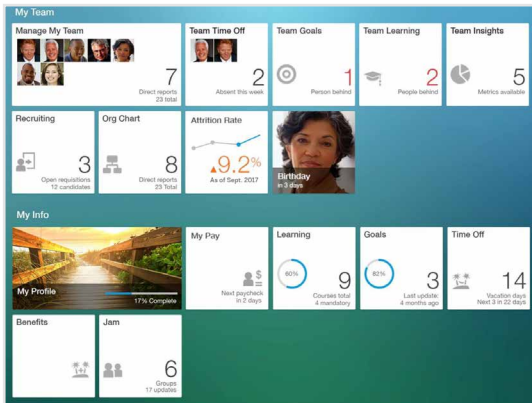 My Team
Manage My Team
7
Direct reports
23 total
Team Time Off
2
Absent this week
Team Goals
1
Person behind
Team Learning
2
People behind
Team Insights
5
Metrics available
Recruiting
3
Open requisitions
12 candidates
Org Chart
8
Direct reports
23 Total
Attrition Rate
▲9.2%
As of Sept. 2017
Birthday
in 3 days
My Info
My Profile
17% Complete
My Pay
$
Next paycheck
in 2 days
Learning
60%
9
Courses total
4 mandatory
Goals
82%
3
Last update:
4 months ago
Time Off
14
Vacation days
Next 3 in 22 days
Benefits
Jam
6
Groups
17 updates